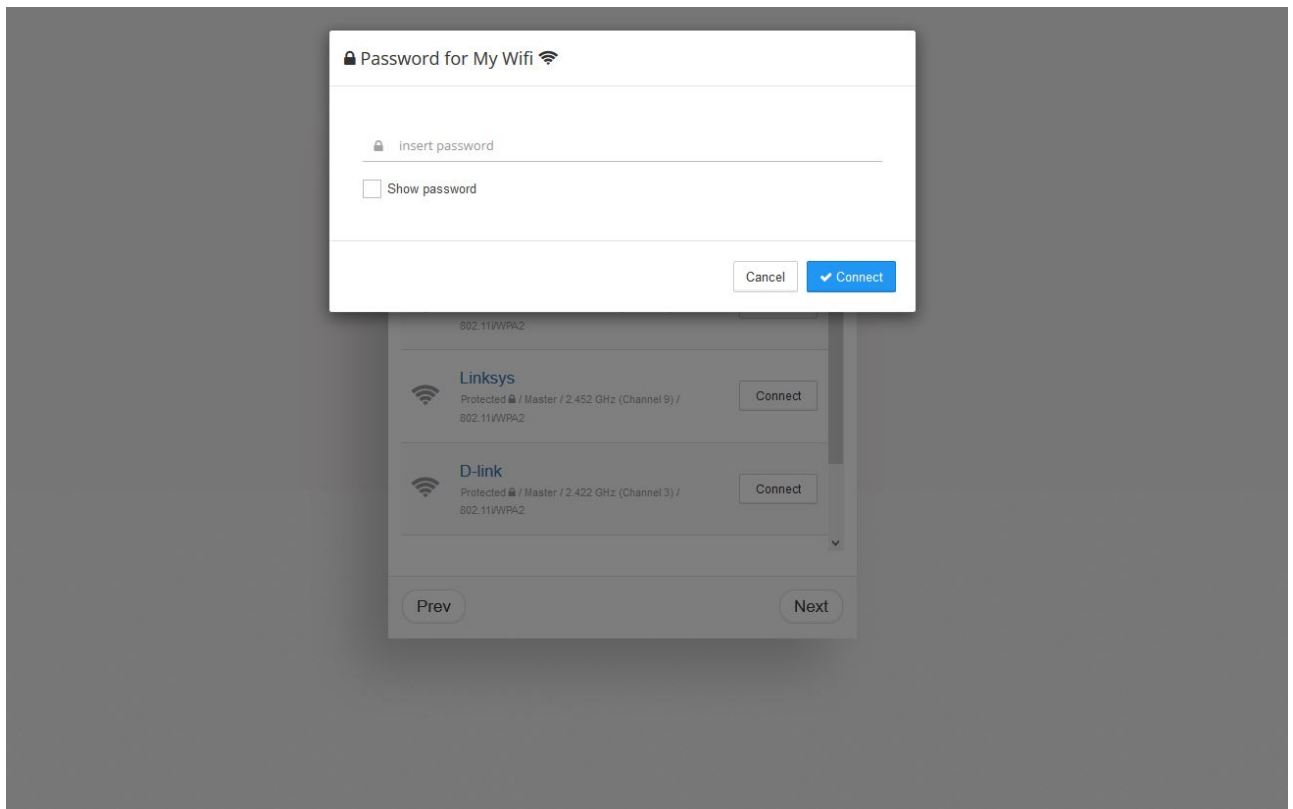 Password for My Wifi
insert password
Show password
Cancel
Connect
802.11i/WPA2
Linksys
Protected / Master / 2.452 GHz (Channel 9) /
802.11i/WPA2
Connect
D-link
Protected / Master / 2.422 GHz (Channel 3) /
802.11i/WPA2
Connect
Prev
Next